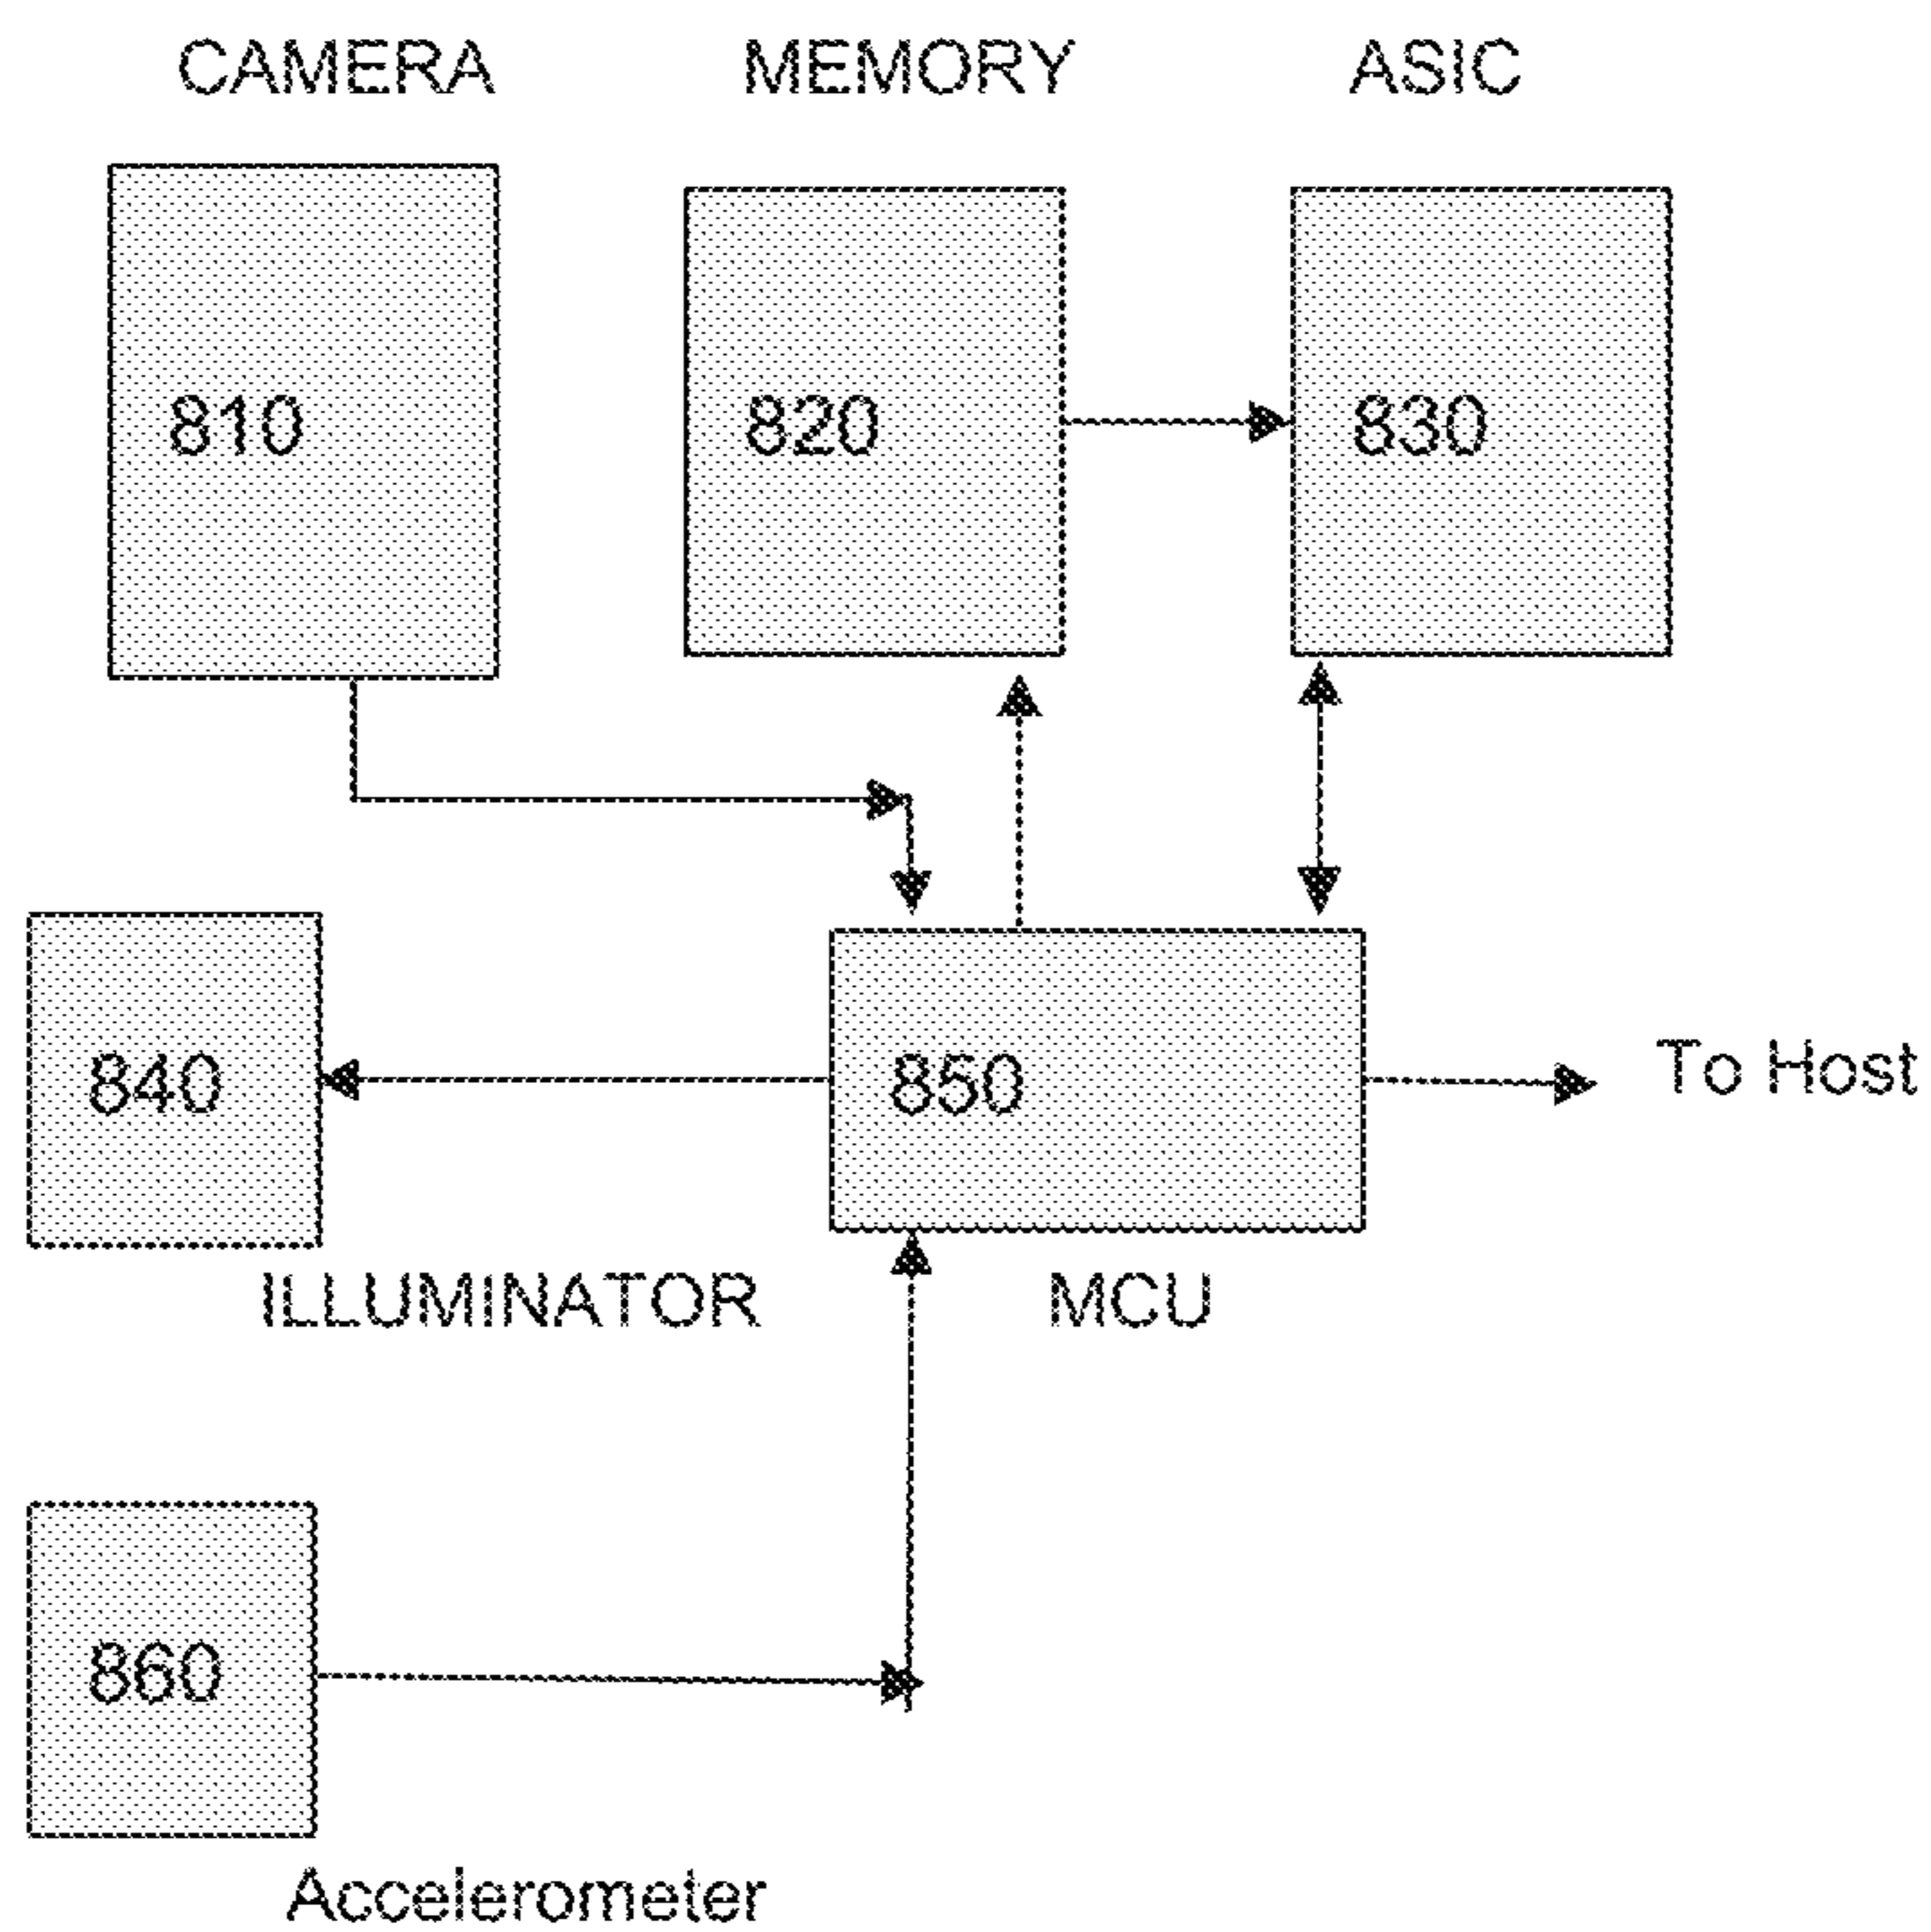 CAMERA MEMORY ASIC
810 820 830
840 850 To Host
ILLUMINATOR MCU
860
Accelerometer